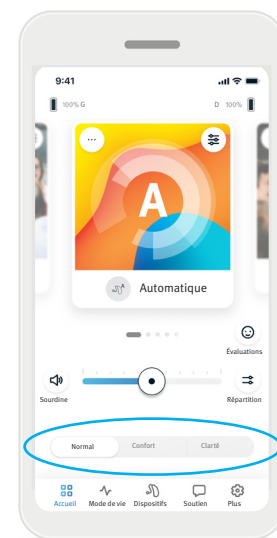 9:41
100% G D 100%
A
Automatique
Évaluations
Sourdine Répartition
Normal Confort Clarté
Accueil Mode de vie Dispositifs Soutien Plus